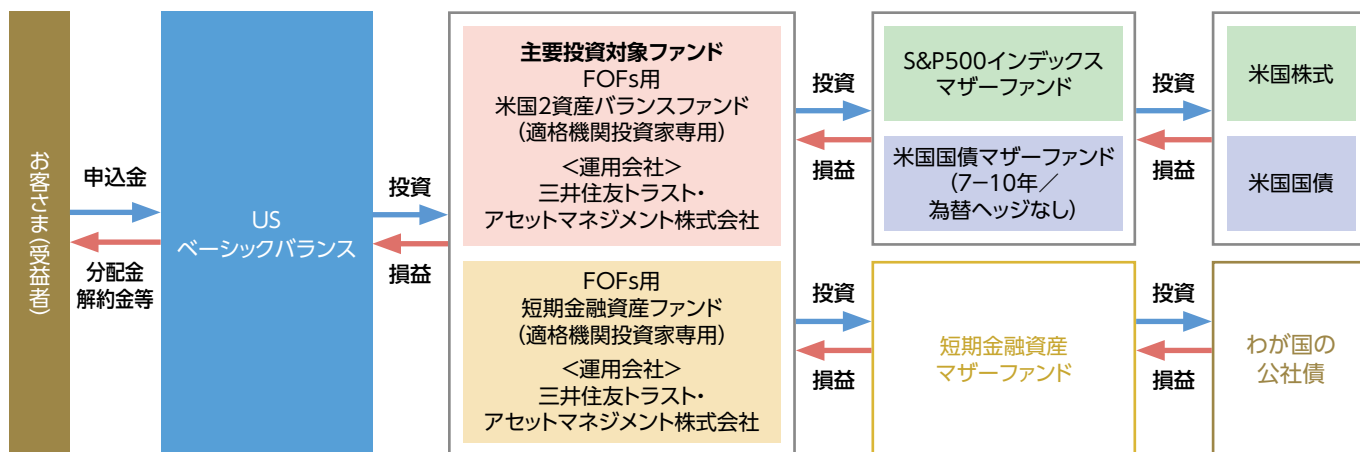 お客さま（受益者）
申込金
分配金
解約金等
US
ベーシックバランス
投資
損益
主要投資対象ファンド
FOFs用
米国2資産バランスファンド
（適格機関投資家専用）
＜運用会社＞
三井住友トラスト・
アセットマネジメント株式会社
投資
損益
S&P500インデックス
マザーファンド
米国国債マザーファンド
（7−10年／
為替ヘッジなし）
投資
損益
米国株式
米国国債
FOFs用
短期金融資産ファンド
（適格機関投資家専用）
＜運用会社＞
三井住友トラスト・
アセットマネジメント株式会社
投資
損益
短期金融資産
マザーファンド
投資
損益
わが国の
公社債